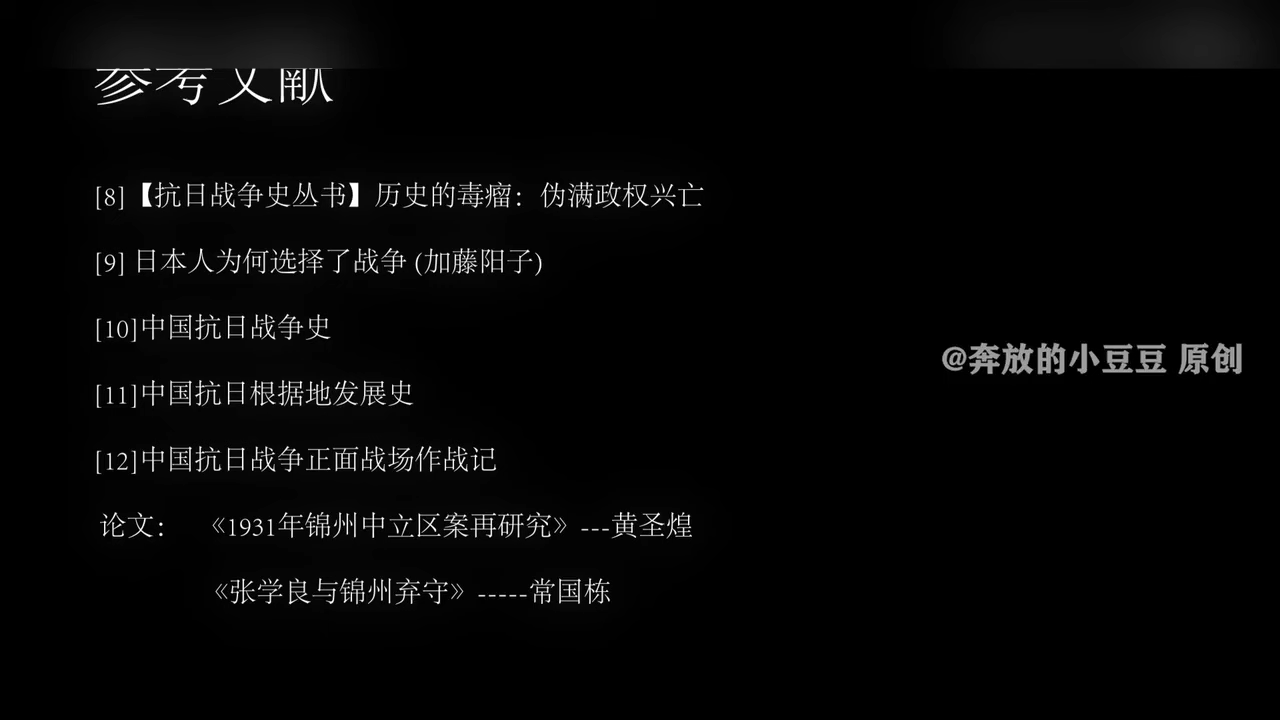 参考文献
[8]【抗日战争史丛书】历史的毒瘤：伪满政权兴亡
[9] 日本人为何选择了战争 (加藤阳子)
[10]中国抗日战争史
@奔放的小豆豆 原创
[11]中国抗日根据地发展史
[12]中国抗日战争正面战场作战记
论文： 《1931年锦州中立区案再研究》---黄圣煌
《张学良与锦州弃守》-----常国栋